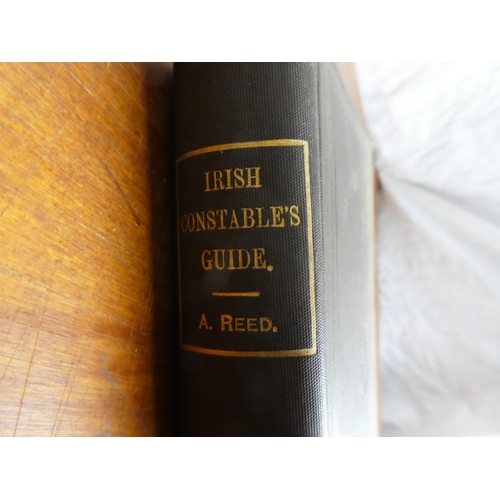 IRISH
CONSTABLE'S
GUIDE.
A. REED.